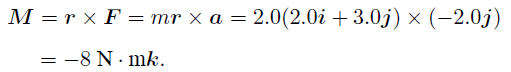 M = r × F = mr × a = 2.0(2.0i + 3.0j) × (−2.0j)
= −8 N · mk.